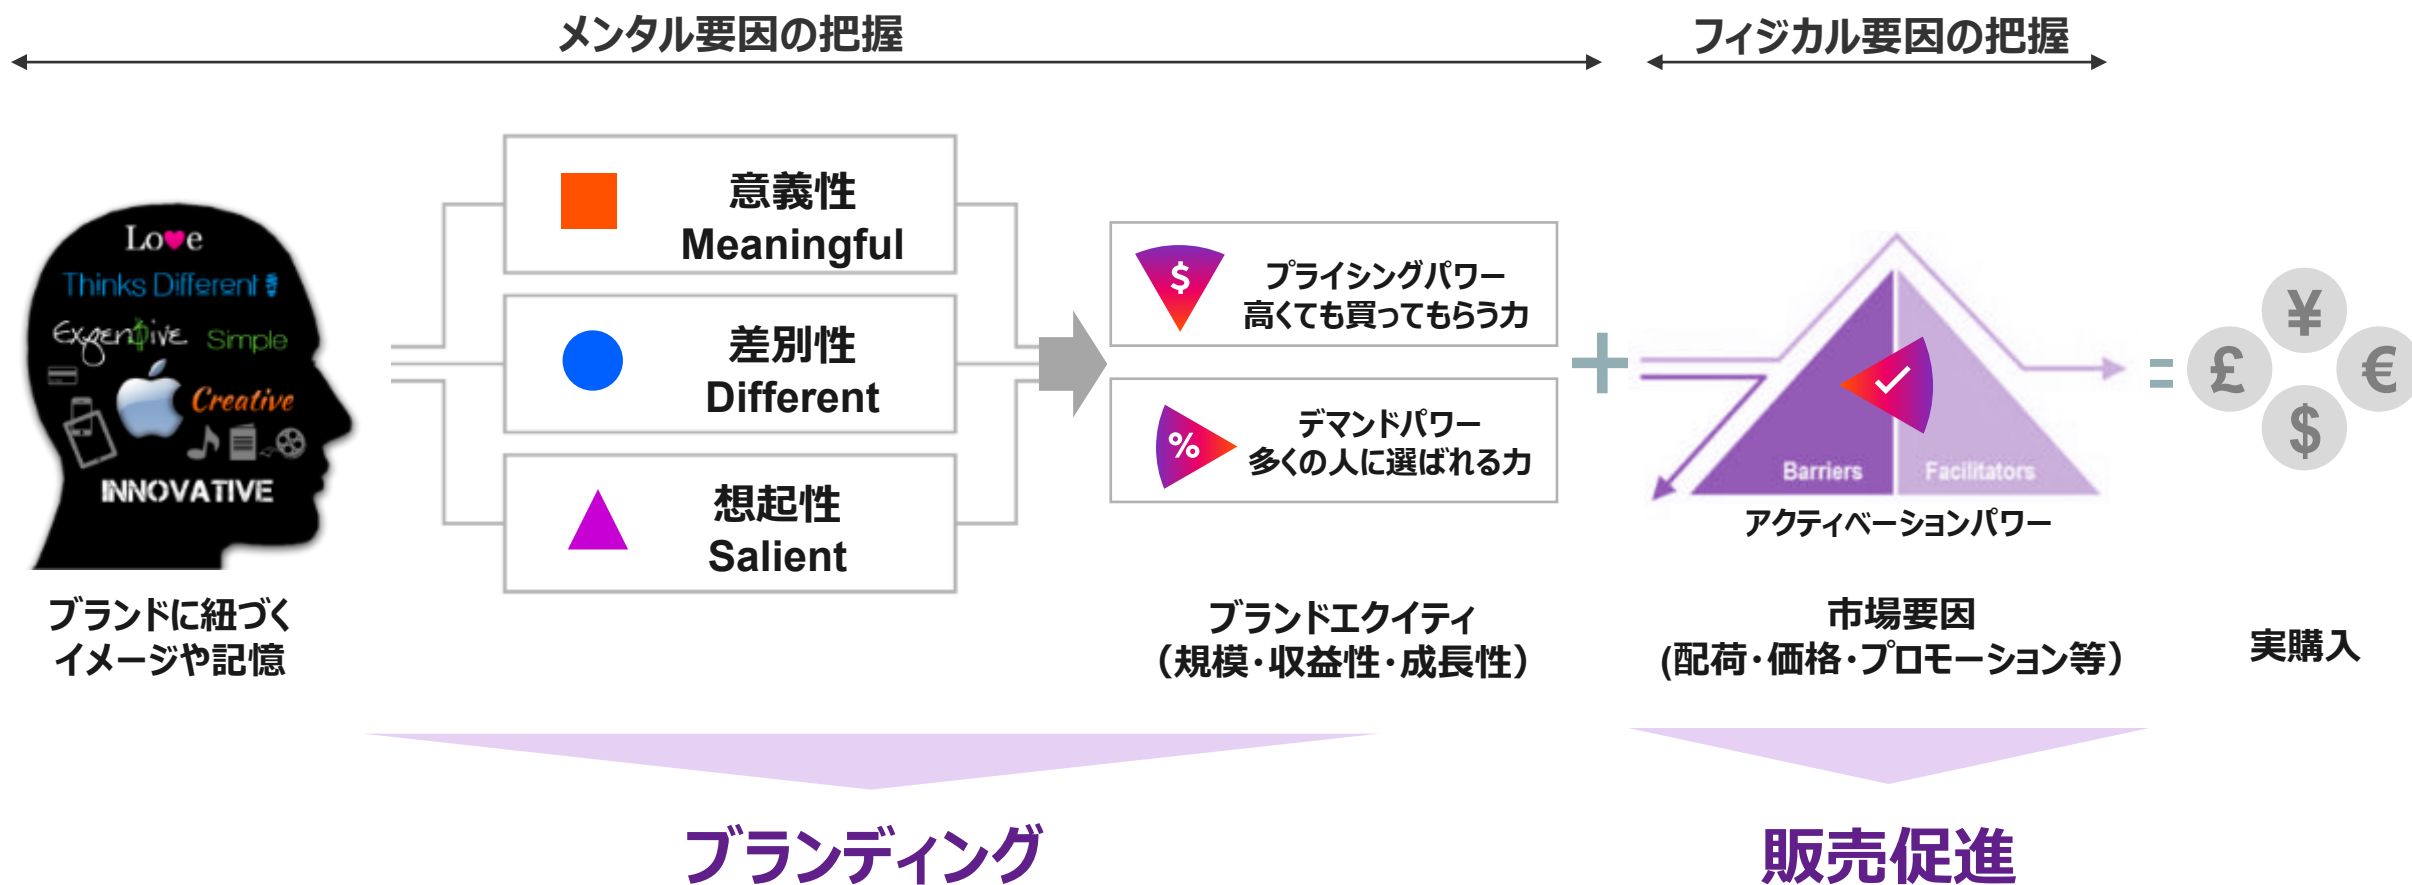 メンタル要因の把握
フィジカル要因の把握
Love
Thinks Different
Expensive
Simple
Creative
INNOVATIVE
意義性
Meaningful
差別性
Different
想起性
Salient
$
プライシングパワー
高くても買ってもらう力
%
デマンドパワー
多くの人に選ばれる力
+
Barriers
Facilitators
アクティベーションパワー
=
¥
£
€
$
ブランドに紐づく
イメージや記憶
ブランドエクイティ
（規模・収益性・成長性）
市場要因
(配荷・価格・プロモーション等）
実購入
ブランディング
販売促進